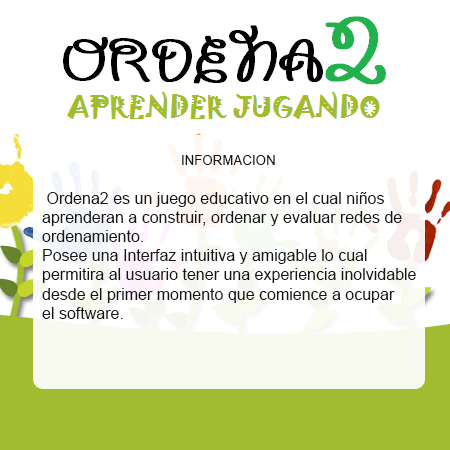 ORDENA2
APRENDER JUGANDO
INFORMACION
Ordena2 es un juego educativo en el cual niños
aprenderan a construir, ordenar y evaluar redes de
ordenamiento.
Posee una Interfaz intuitiva y amigable lo cual
permitira al usuario tener una experiencia inolvidable
desde el primer momento que comience a ocupar
el software.